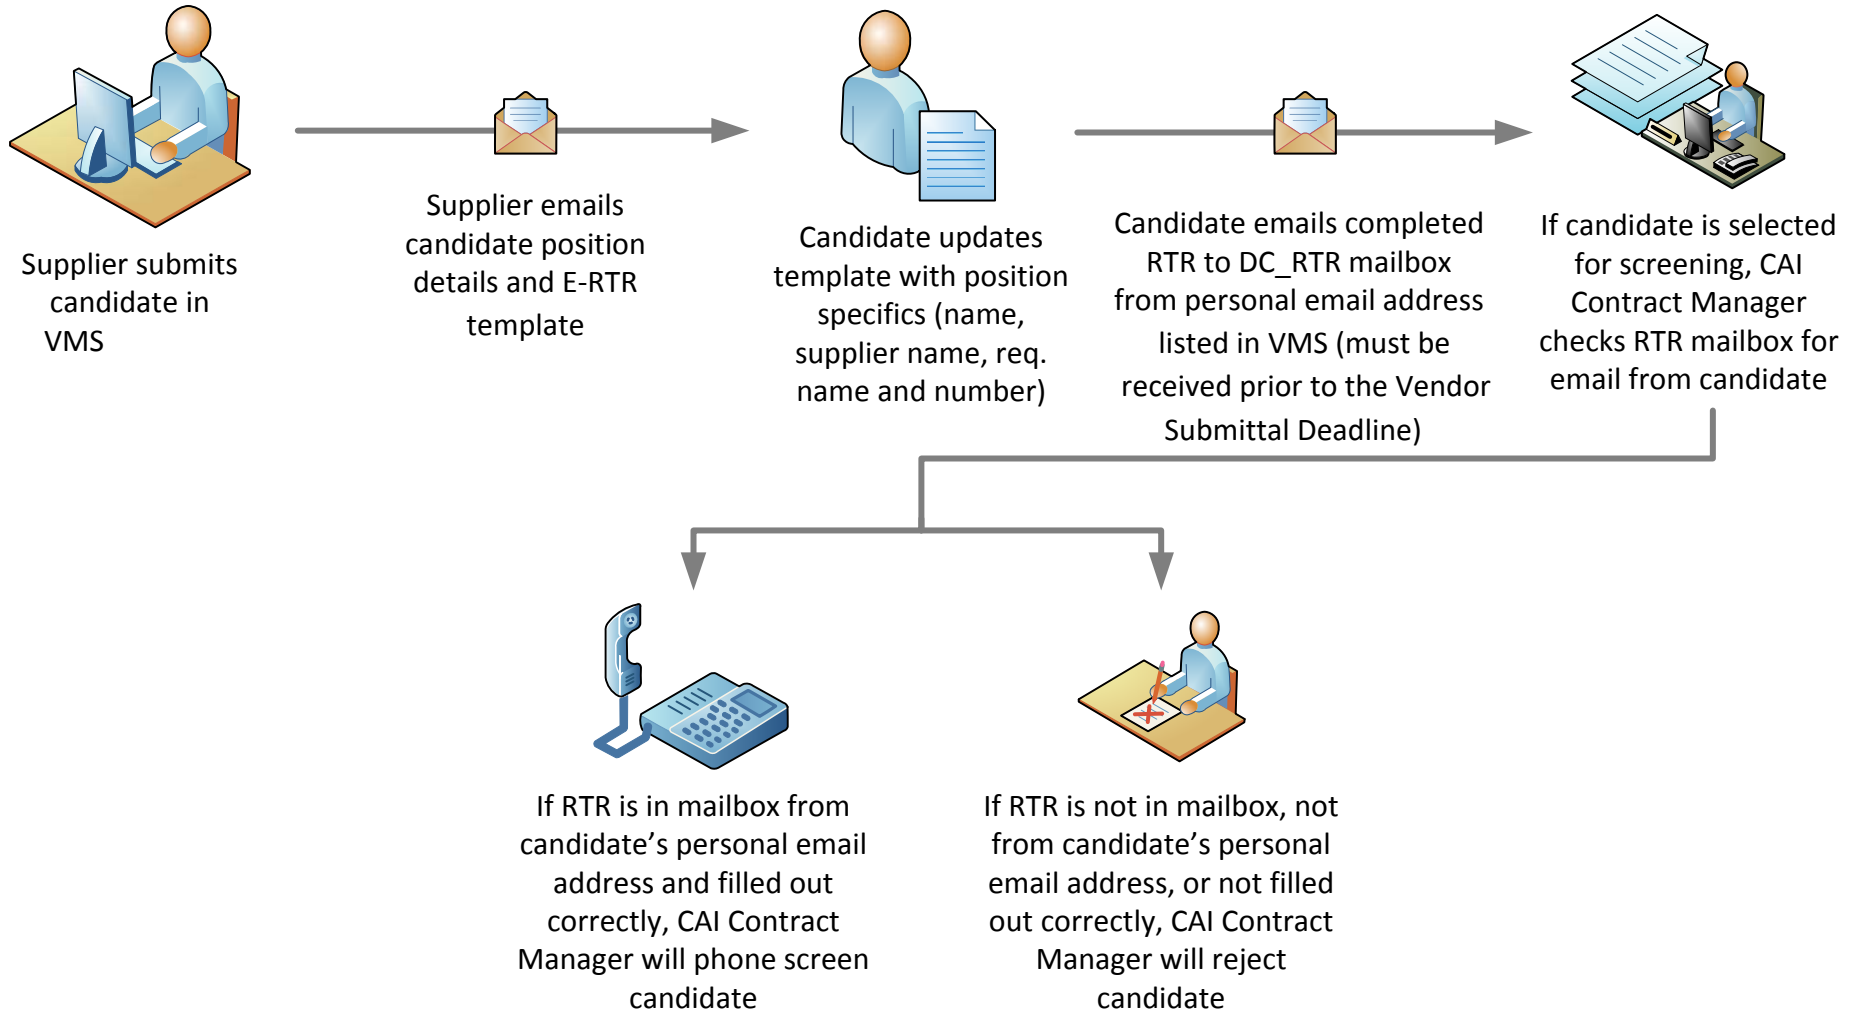 Supplier submits
candidate in
VMS
Supplier emails
candidate position
details and E-RTR
template
Candidate updates
template with position
specifics (name,
supplier name, req.
name and number)
Candidate emails completed
RTR to DC_RTR mailbox
from personal email address
listed in VMS (must be
received prior to the Vendor
Submittal Deadline)
If candidate is selected
for screening, CAI
Contract Manager
checks RTR mailbox for
email from candidate
If RTR is in mailbox from
candidate’s personal email
address and filled out
correctly, CAI Contract
Manager will phone screen
candidate
If RTR is not in mailbox, not
from candidate’s personal
email address, or not filled
out correctly, CAI Contract
Manager will reject
candidate